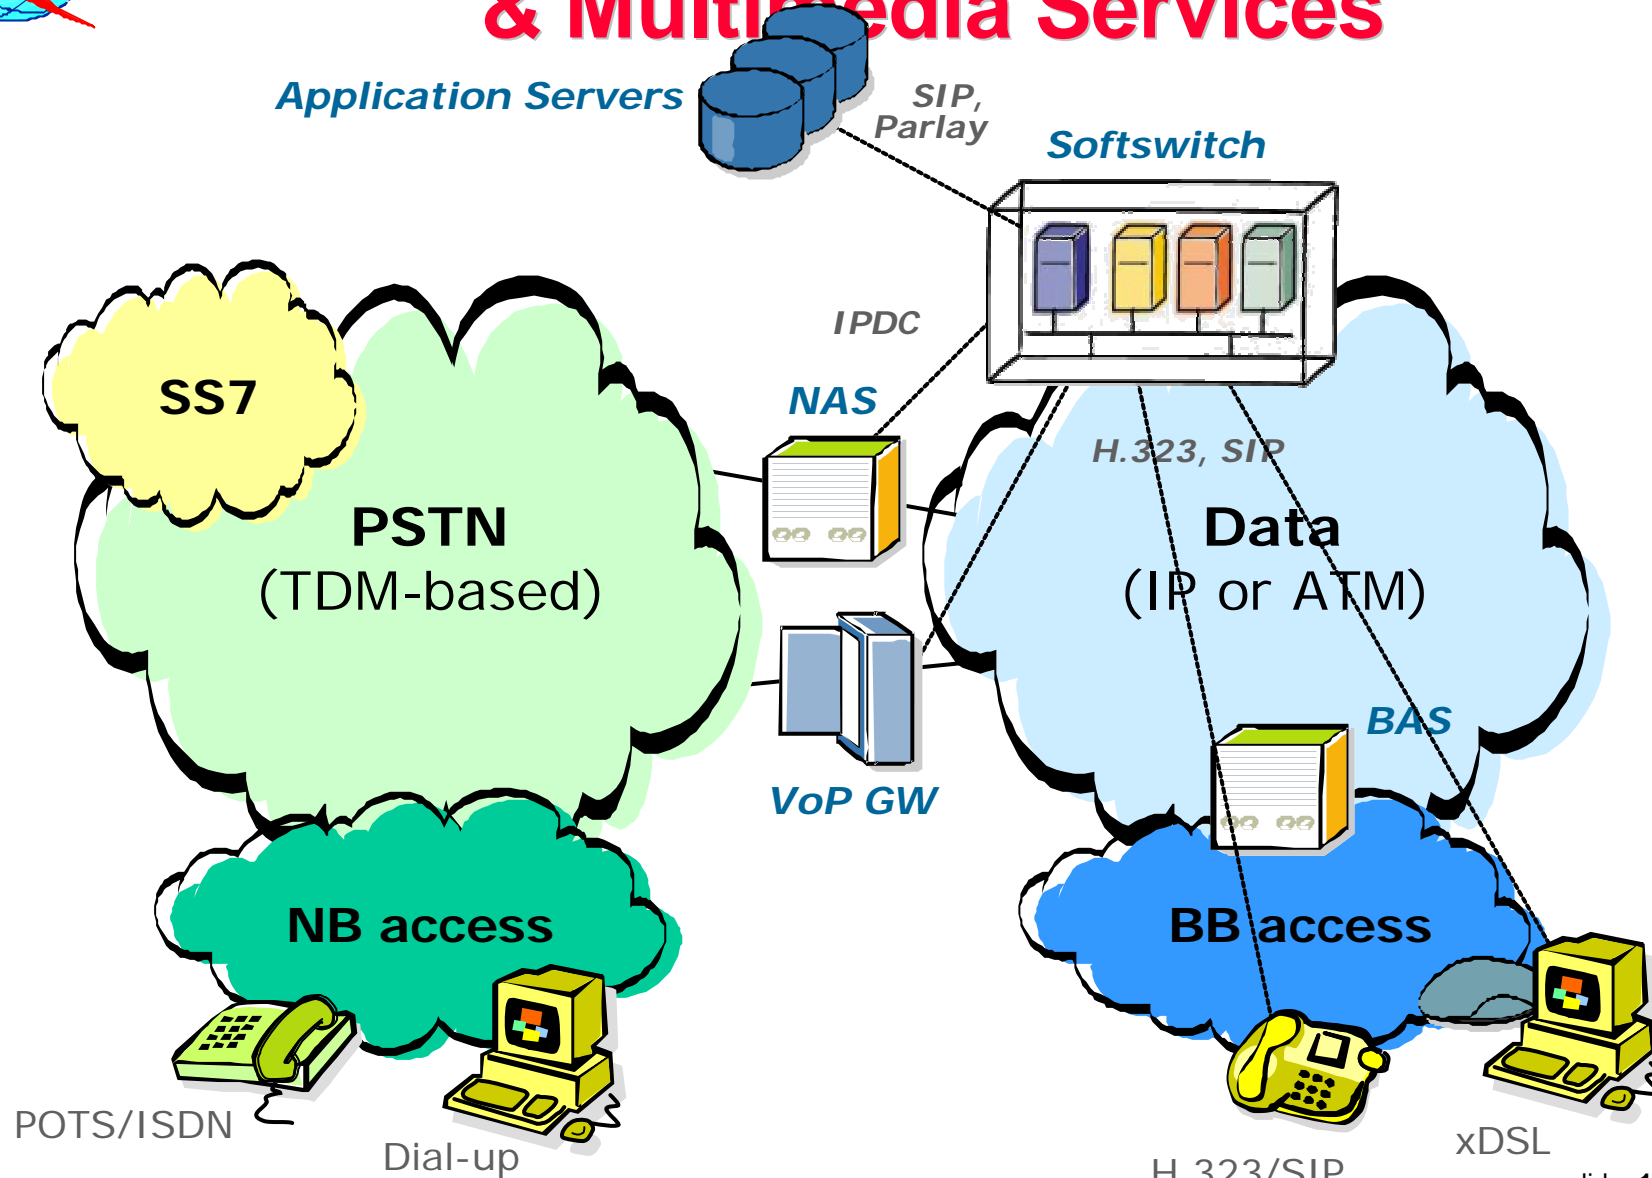 & Multimedia Services
Application Servers
SIP,
Parlay
Softswitch
IPDC
SS7
NAS
H.323, SIP
PSTN
(TDM-based)
Data
(IP or ATM)
BAS
VoP GW
NB access
BB access
POTS/ISDN
Dial-up
H.323/SIP
xDSL